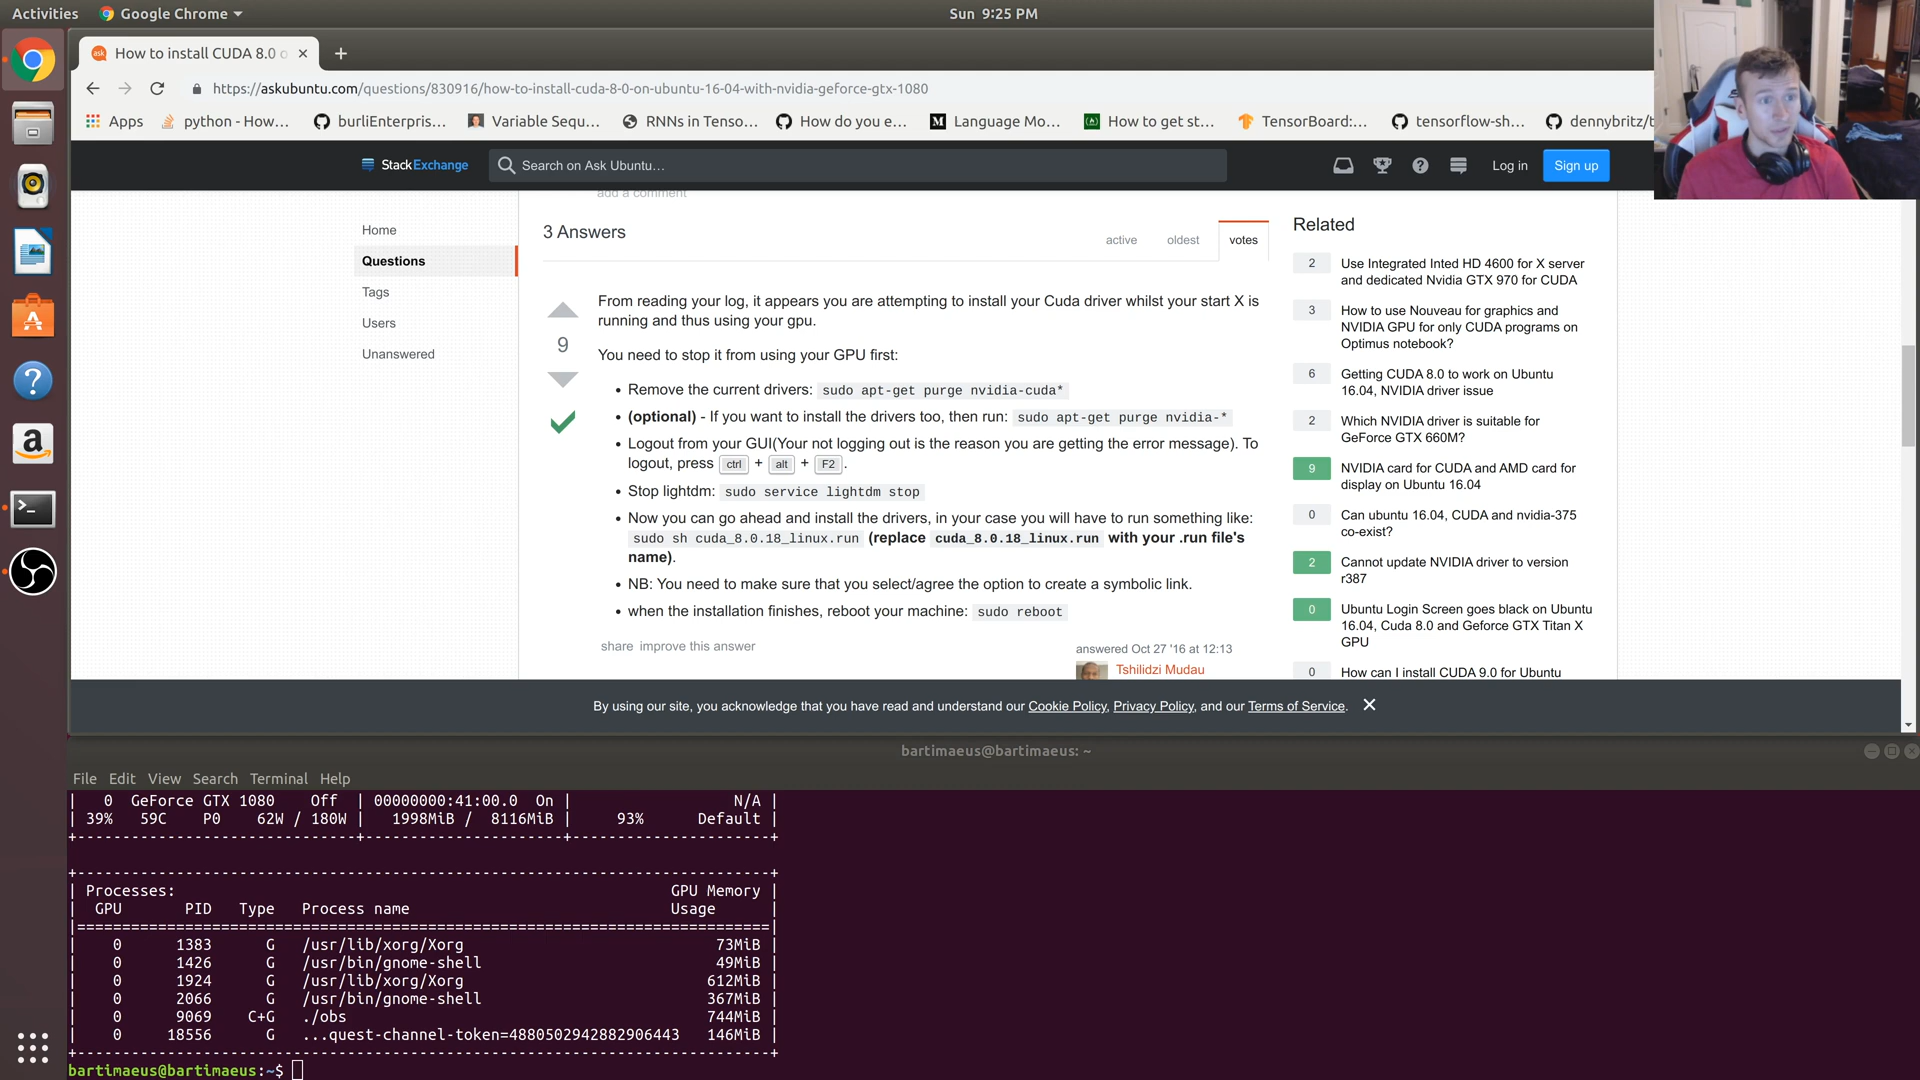 Activities Google Chrome Sun 9:25 PM
How to install CUDA 8.0 o
https://askubuntu.com/questions/830916/how-to-install-cuda-8-0-on-ubuntu-16-04-with-nvidia-geforce-gtx-1080
Apps python - How... burliEnterpris... Variable Sequ... RNNs in Tenso... How do you e... Language Mo... How to get st... TensorBoard:... tensorflow-sh... dennybritz/t
StackExchange Search on Ask Ubuntu... Log in Sign up
add a comment
Home
Questions
Tags
Users
Unanswered
3 Answers active oldest votes
9
From reading your log, it appears you are attempting to install your Cuda driver whilst your start X is
running and thus using your gpu.
You need to stop it from using your GPU first:
• Remove the current drivers: sudo apt-get purge nvidia-cuda*
• (optional) - If you want to install the drivers too, then run: sudo apt-get purge nvidia-*
• Logout from your GUI(Your not logging out is the reason you are getting the error message). To
logout, press ctrl + alt + F2.
• Stop lightdm: sudo service lightdm stop
• Now you can go ahead and install the drivers, in your case you will have to run something like:
sudo sh cuda_8.0.18_linux.run (replace cuda_8.0.18_linux.run with your .run file's
name).
• NB: You need to make sure that you select/agree the option to create a symbolic link.
• when the installation finishes, reboot your machine: sudo reboot
share improve this answer
answered Oct 27 '16 at 12:13
Tshilidzi Mudau
Related
2 Use Integrated Inted HD 4600 for X server
and dedicated Nvidia GTX 970 for CUDA
3 How to use Nouveau for graphics and
NVIDIA GPU for only CUDA programs on
Optimus notebook?
6 Getting CUDA 8.0 to work on Ubuntu
16.04, NVIDIA driver issue
2 Which NVIDIA driver is suitable for
GeForce GTX 660M?
9 NVIDIA card for CUDA and AMD card for
display on Ubuntu 16.04
0 Can ubuntu 16.04, CUDA and nvidia-375
co-exist?
2 Cannot update NVIDIA driver to version
r387
0 Ubuntu Login Screen goes black on Ubuntu
16.04, Cuda 8.0 and Geforce GTX Titan X
GPU
0 How can I install CUDA 9.0 for Ubuntu
By using our site, you acknowledge that you have read and understand our Cookie Policy, Privacy Policy, and our Terms of Service.
bartimaeus@bartimaeus: ~
File Edit View Search Terminal Help
| 0 GeForce GTX 1080 Off | 00000000:41:00.0 On | N/A |
| 39% 59C P0 62W / 180W | 1998MiB / 8116MiB | 93% Default |
| Processes: GPU Memory |
| GPU PID Type Process name Usage |
| 0 1383 G /usr/lib/xorg/Xorg 73MiB |
| 0 1426 G /usr/bin/gnome-shell 49MiB |
| 0 1924 G /usr/lib/xorg/Xorg 612MiB |
| 0 2066 G /usr/bin/gnome-shell 367MiB |
| 0 9069 C+G ./obs 744MiB |
| 0 18556 G ...quest-channel-token=4880502942882906443 146MiB |
bartimaeus@bartimaeus:~$